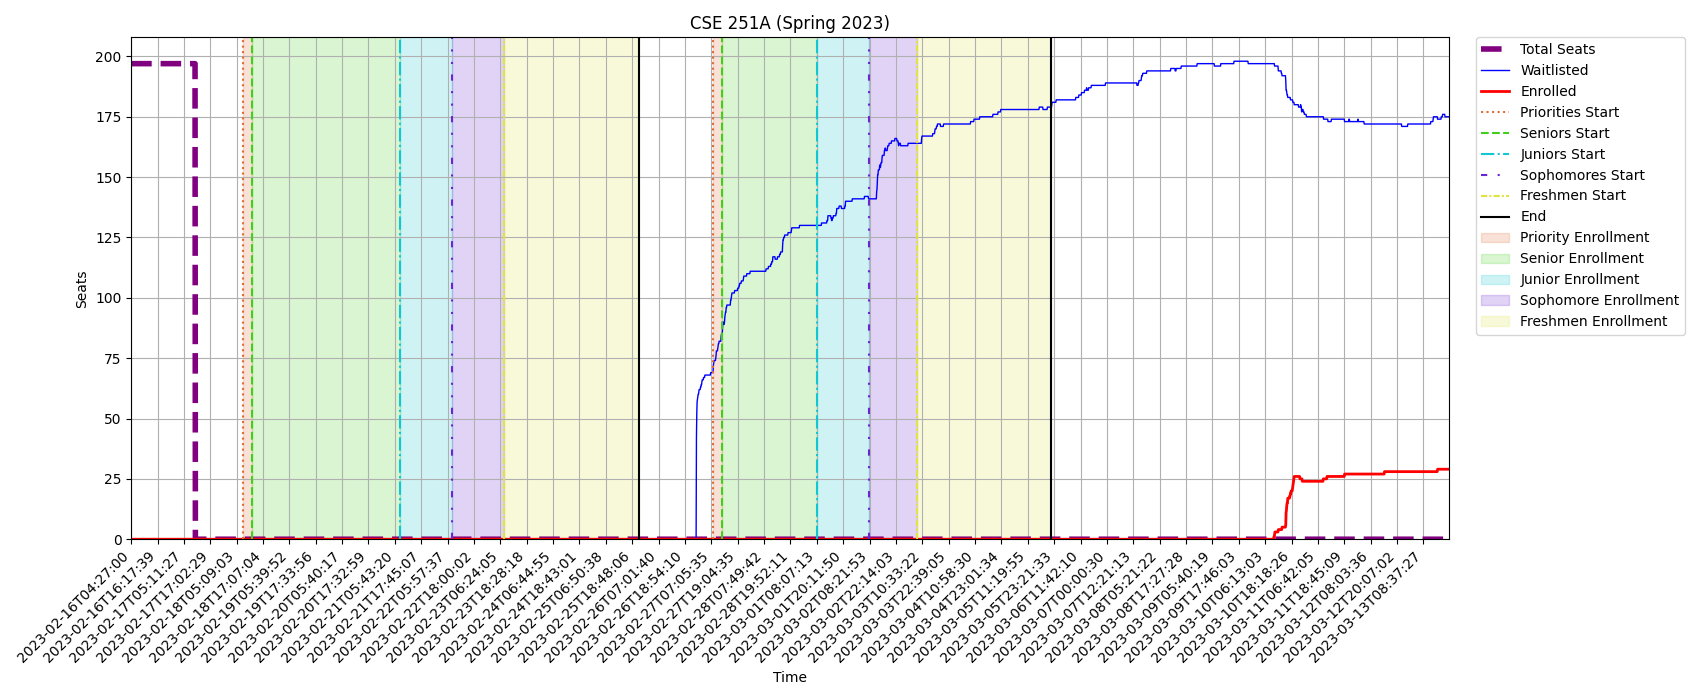 CSE 251A (Spring 2023)
Seats
200
175
150
125
100
75
50
25
0
2023-02-16T04:27:00
2023-02-16T16:17:39
2023-02-17T05:11:27
2023-02-17T17:02:29
2023-02-18T05:09:03
2023-02-18T17:07:04
2023-02-19T05:39:52
2023-02-19T17:33:56
2023-02-20T05:40:17
2023-02-20T17:32:59
2023-02-21T05:43:20
2023-02-21T17:45:07
2023-02-22T05:57:37
2023-02-22T18:00:02
2023-02-23T06:24:05
2023-02-23T18:28:18
2023-02-24T06:44:55
2023-02-24T18:43:01
2023-02-25T06:50:38
2023-02-25T18:48:06
2023-02-26T07:01:40
2023-02-26T18:54:10
2023-02-27T07:05:35
2023-02-27T19:04:35
2023-02-28T07:49:42
2023-02-28T19:52:11
2023-03-01T08:07:13
2023-03-01T20:11:50
2023-03-02T08:21:53
2023-03-02T22:14:03
2023-03-03T10:33:22
2023-03-03T22:39:05
2023-03-04T10:58:30
2023-03-04T23:01:34
2023-03-05T11:19:55
2023-03-05T23:21:33
2023-03-06T11:42:10
2023-03-07T00:00:30
2023-03-07T12:21:13
2023-03-08T05:21:22
2023-03-08T17:27:28
2023-03-09T05:40:19
2023-03-09T17:46:03
2023-03-10T06:13:03
2023-03-10T18:18:26
2023-03-11T06:42:05
2023-03-11T18:45:09
2023-03-12T08:03:36
2023-03-12T20:07:02
2023-03-13T08:37:27
Time
Total Seats
Waitlisted
Enrolled
Priorities Start
Seniors Start
Juniors Start
Sophomores Start
Freshmen Start
End
Priority Enrollment
Senior Enrollment
Junior Enrollment
Sophomore Enrollment
Freshmen Enrollment